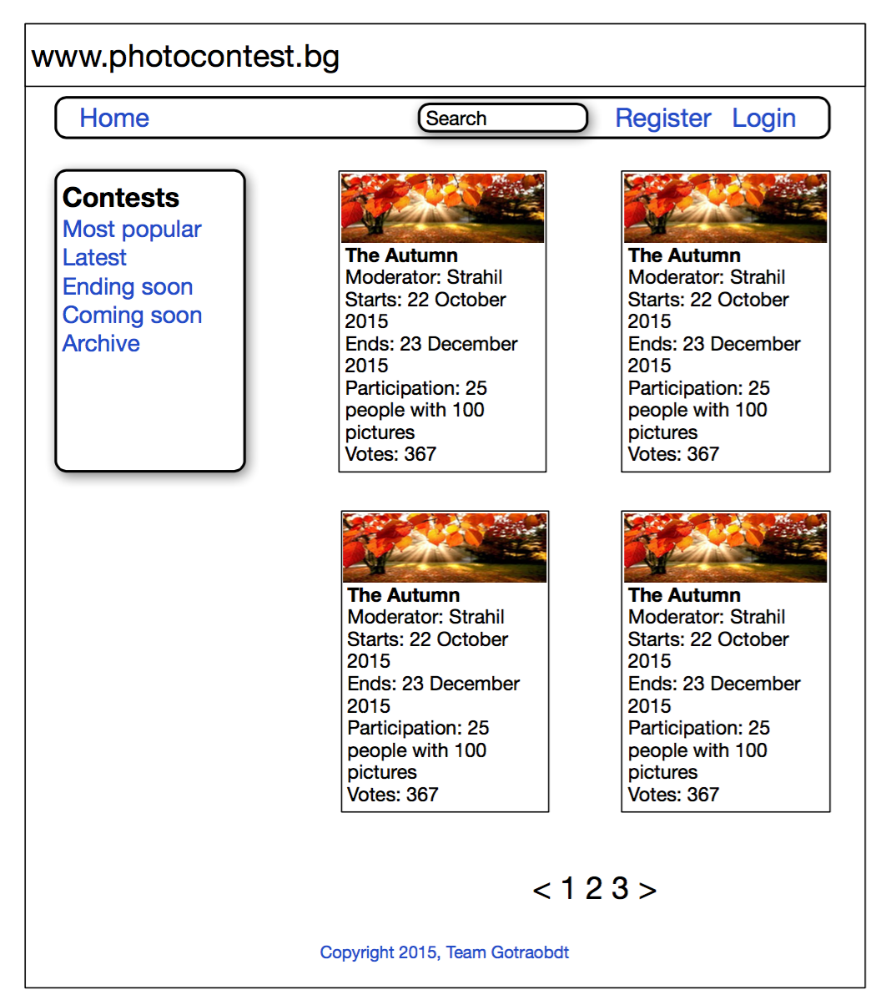 www.photocontest.bg
Home
Search
Register Login
Contests
Most popular
Latest
Ending soon
Coming soon
Archive
The Autumn
Moderator: Strahil
Starts: 22 October
2015
Ends: 23 December
2015
Participation: 25
people with 100
pictures
Votes: 367
The Autumn
Moderator: Strahil
Starts: 22 October
2015
Ends: 23 December
2015
Participation: 25
people with 100
pictures
Votes: 367
The Autumn
Moderator: Strahil
Starts: 22 October
2015
Ends: 23 December
2015
Participation: 25
people with 100
pictures
Votes: 367
The Autumn
Moderator: Strahil
Starts: 22 October
2015
Ends: 23 December
2015
Participation: 25
people with 100
pictures
Votes: 367
< 1 2 3 >
Copyright 2015, Team Gotraobdt